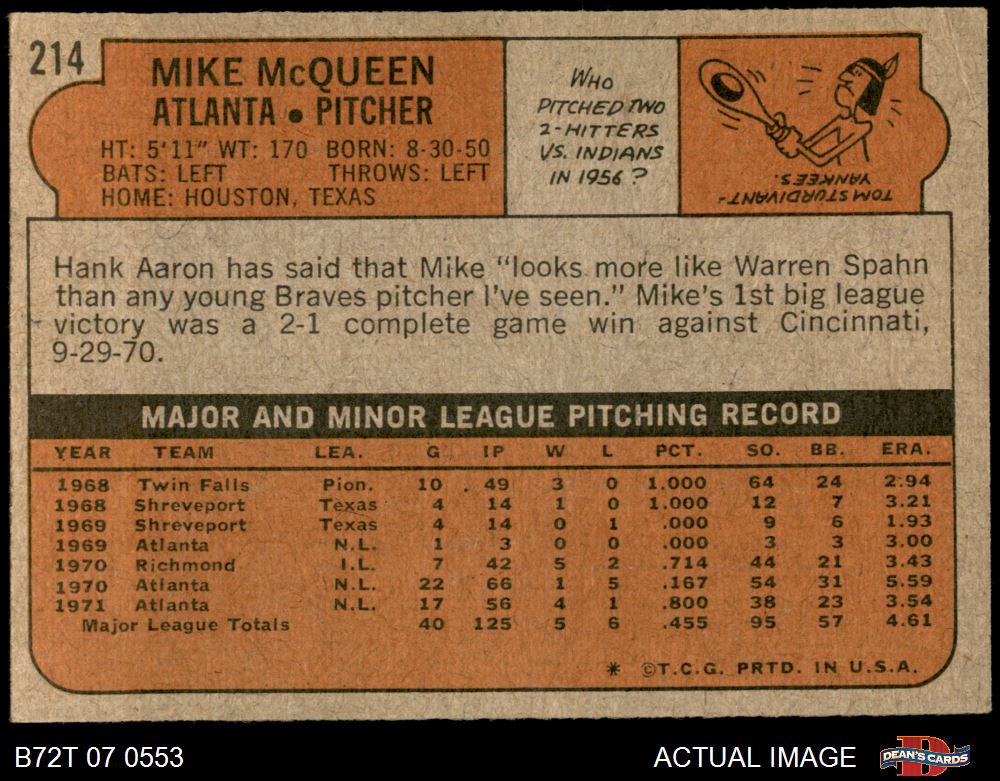 214
MIKE McQUEEN
ATLANTA • PITCHER
HT: 5'11" WT: 170 BORN: 8-30-50
BATS: LEFT THROWS: LEFT
HOME: HOUSTON, TEXAS
WHO
PITCHED TWO
2-HITTERS
VS. INDIANS
IN 1956?
TOM STURDIVANT-
YANKEES.
Hank Aaron has said that Mike "looks more like Warren Spahn
than any young Braves pitcher I've seen." Mike's 1st big league
victory was a 2-1 complete game win against Cincinnati,
9-29-70.
MAJOR AND MINOR LEAGUE PITCHING RECORD
YEAR TEAM LEA. G IP W L PCT. SO. BB. ERA.
1968 Twin Falls Pion. 10 49 3 0 1.000 64 24 2.94
1968 Shreveport Texas 4 14 1 0 1.000 12 7 3.21
1969 Shreveport Texas 4 14 0 1 .000 9 6 1.93
1969 Atlanta N.L. 1 3 0 0 .000 3 3 3.00
1970 Richmond I.L. 7 42 5 2 .714 44 21 3.43
1970 Atlanta N.L. 22 66 1 5 .167 54 31 5.59
1971 Atlanta N.L. 17 56 4 1 .800 38 23 3.54
Major League Totals 40 125 5 6 .455 95 57 4.61
* ©T.C.G. PRTD. IN U.S.A.
B72T 07 0553
ACTUAL IMAGE
DEAN'S CARDS